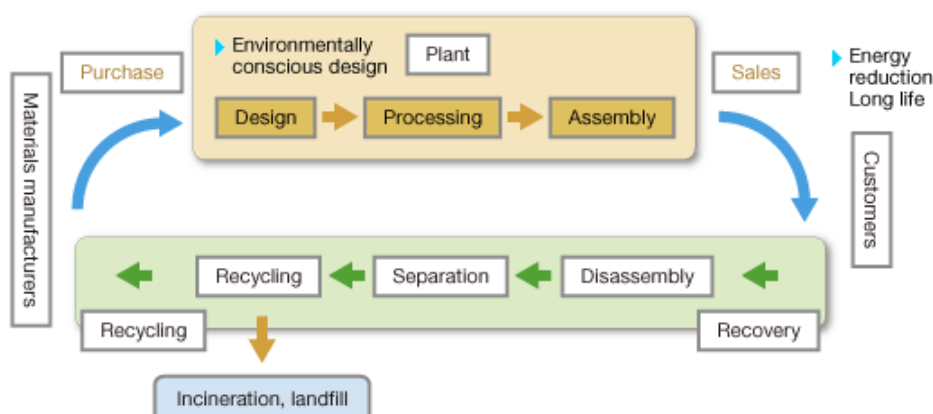 Environmentally
conscious design
Plant
Purchase
Sales
Energy
reduction
Long life
Design
Processing
Assembly
Materials manufacturers
Customers
Recycling
Separation
Disassembly
Recycling
Recovery
Incineration, landfill